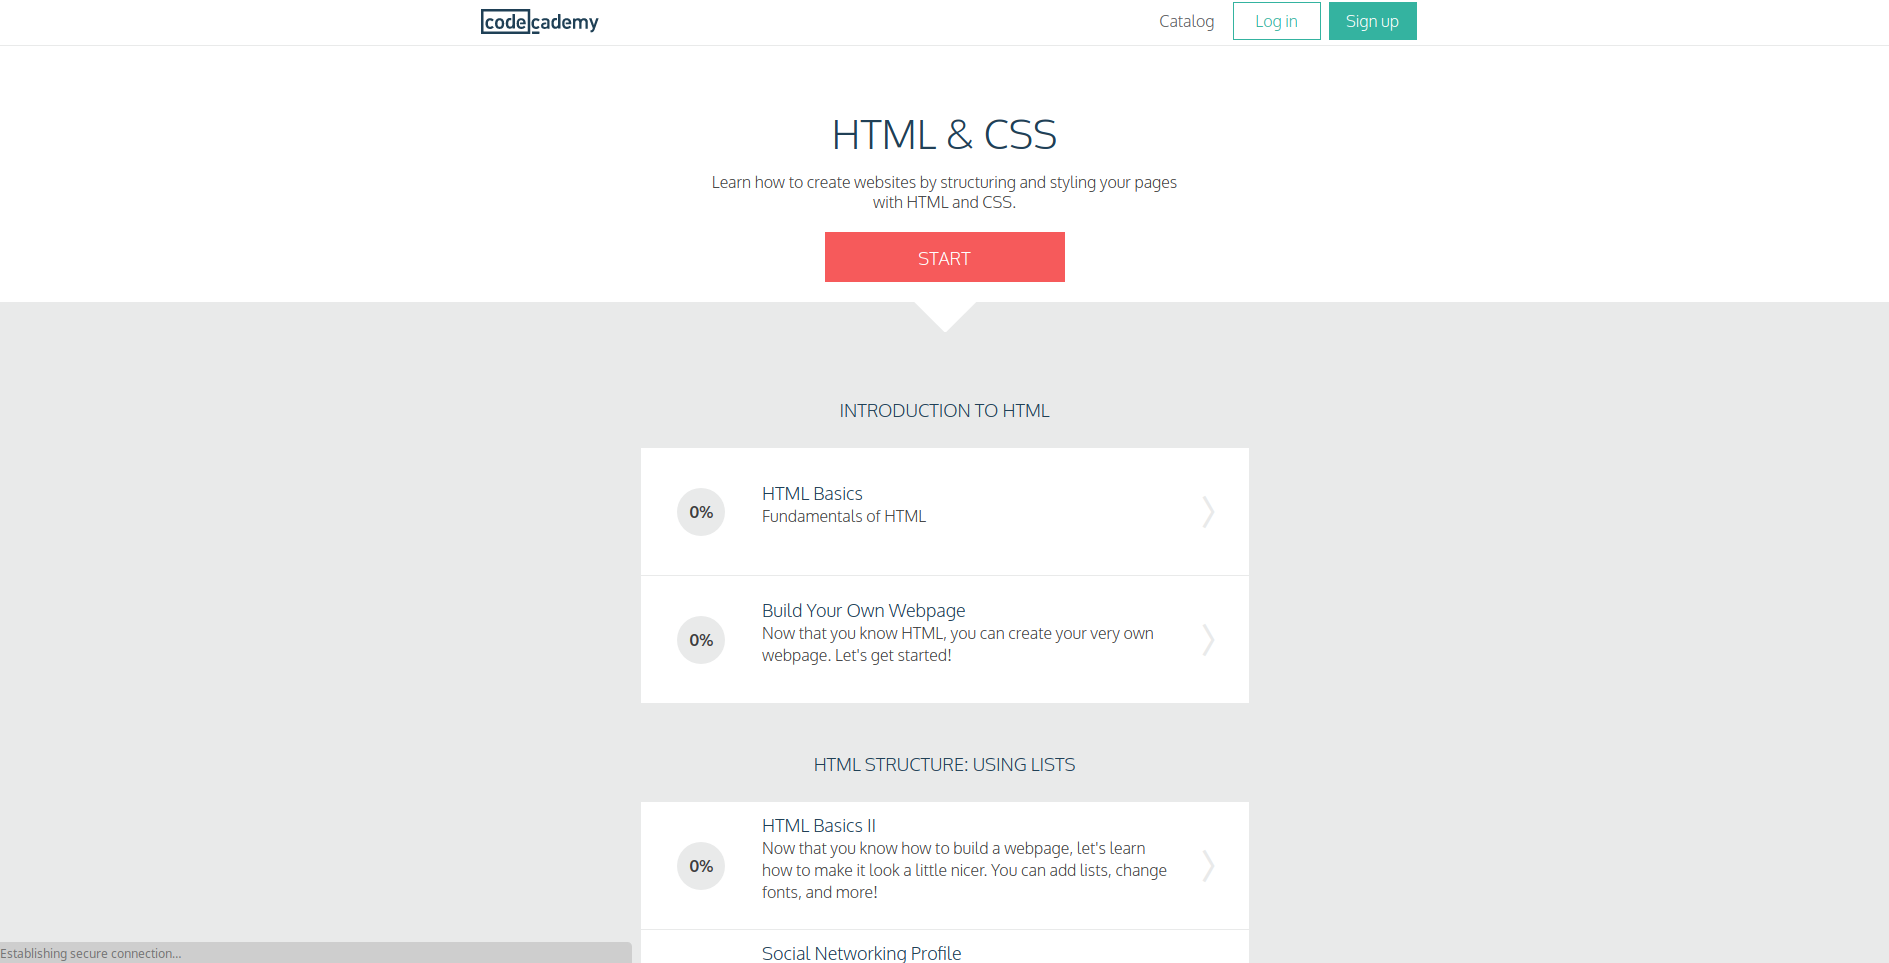 codecademy
Catalog
Log in
Sign up
HTML & CSS
Learn how to create websites by structuring and styling your pages
with HTML and CSS.
START
INTRODUCTION TO HTML
0%
HTML Basics
Fundamentals of HTML
0%
Build Your Own Webpage
Now that you know HTML, you can create your very own
webpage. Let's get started!
HTML STRUCTURE: USING LISTS
0%
HTML Basics II
Now that you know how to build a webpage, let's learn
how to make it look a little nicer. You can add lists, change
fonts, and more!
Social Networking Profile
Establishing secure connection...